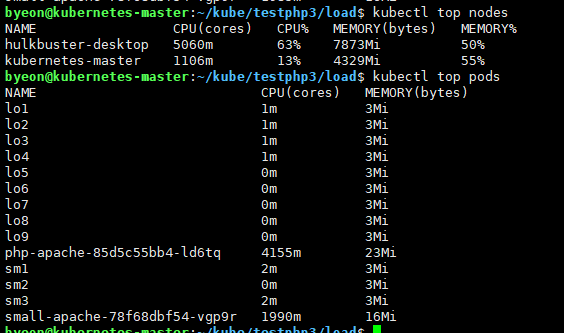 byeon@kubernetes-master:~/kube/testphp3/load$ kubectl top nodes
NAME CPU(cores) CPU% MEMORY(bytes) MEMORY%
hulkbuster-desktop 5060m 63% 7873Mi 50%
kubernetes-master 1106m 13% 4329Mi 55%
byeon@kubernetes-master:~/kube/testphp3/load$ kubectl top pods
NAME CPU(cores) MEMORY(bytes)
lo1 1m 3Mi
lo2 1m 3Mi
lo3 1m 3Mi
lo4 1m 3Mi
lo5 0m 3Mi
lo6 0m 3Mi
lo7 0m 3Mi
lo8 0m 3Mi
lo9 0m 3Mi
php-apache-85d5c55bb4-ld6tq 4155m 23Mi
sm1 2m 3Mi
sm2 0m 3Mi
sm3 2m 3Mi
small-apache-78f68dbf54-vgp9r 1990m 16Mi
byeon@kubernetes-master:~/kube/testphp3/load$